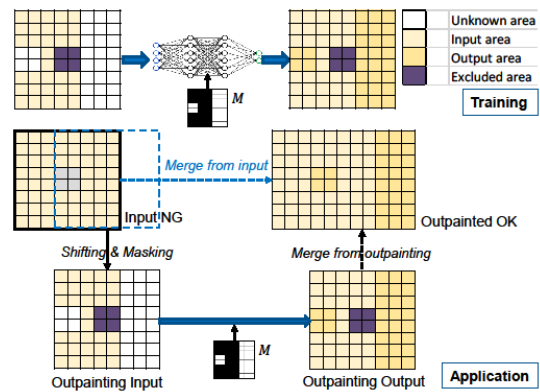 Unknown area
Input area
Output area
Excluded area
M
Training
Merge from input
Input NG
Outpainted OK
Shifting & Masking
Merge from outpainting
M
Outpainting Input
Outpainting Output
Application